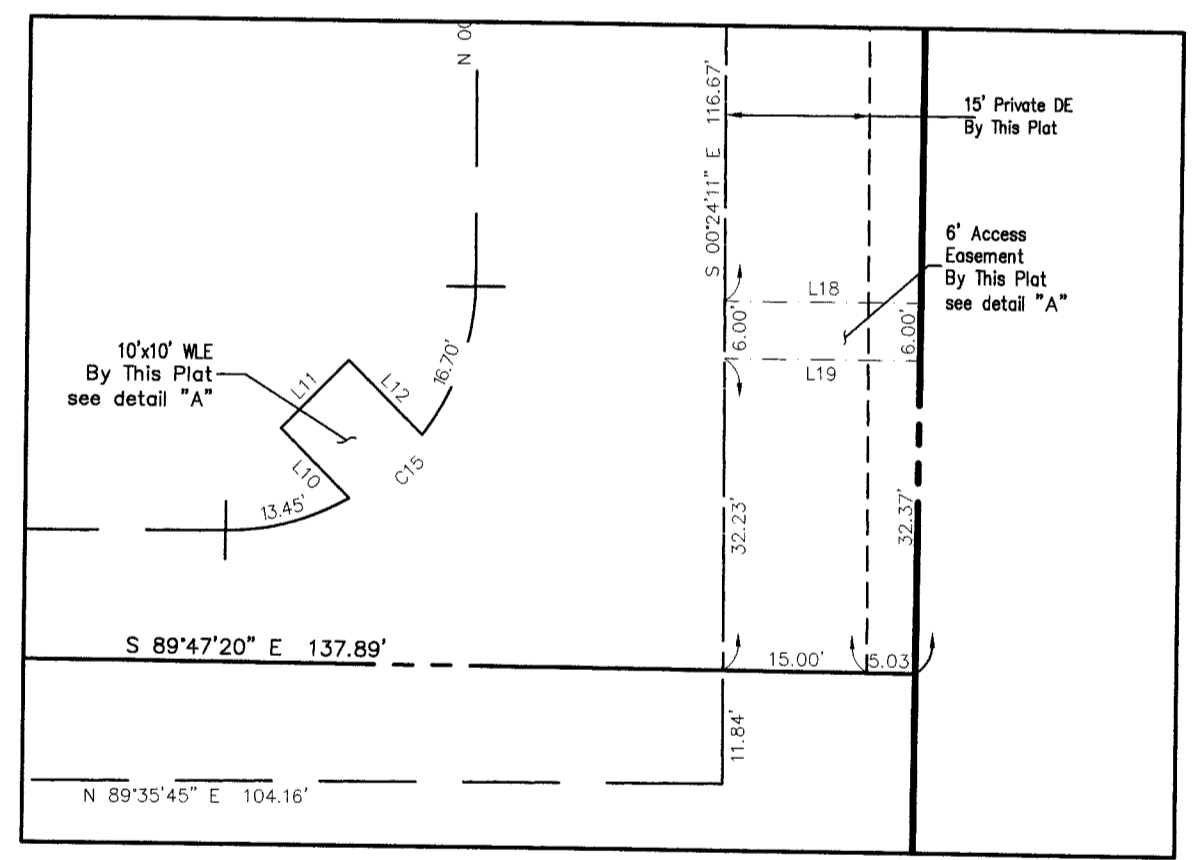 N 00
S 00°24'11" E 116.67'
15' Private DE
By This Plat
6' Access
Easement
By This Plat
see detail "A"
L18
6.00'
6.00'
L19
10'x10' WLE
By This Plat
see detail "A"
L11
L12
16.70'
L10
C15
13.45'
32.23'
32.37'
S 89°47'20" E 137.89'
15.00'
5.03
11.84'
N 89°35'45" E 104.16'